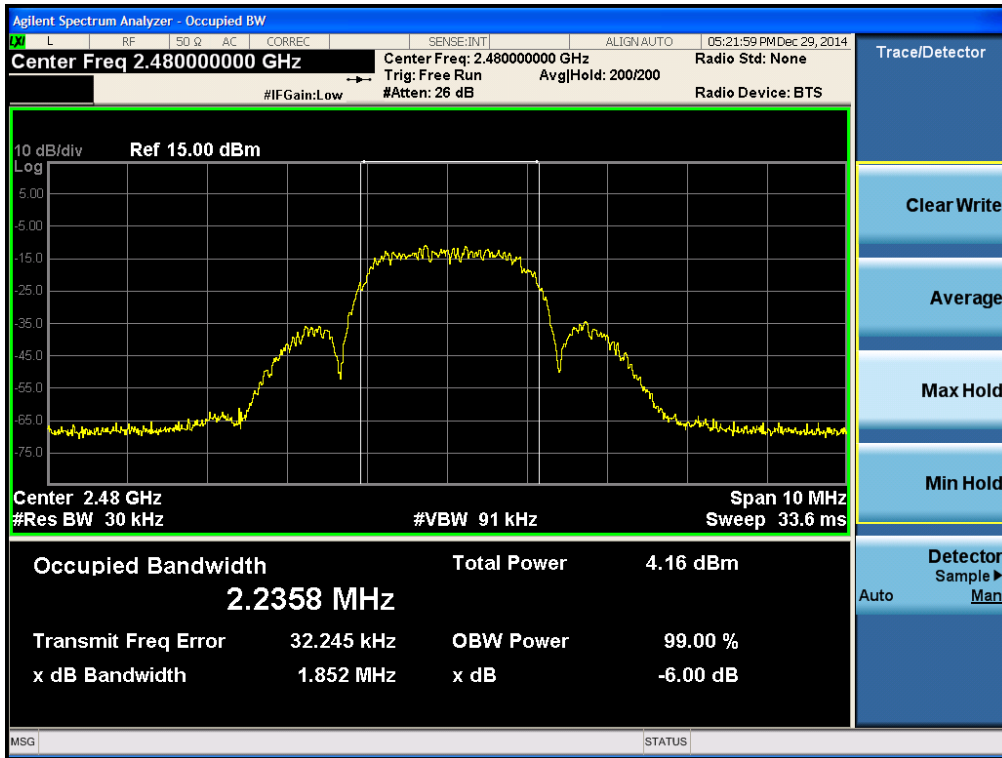 Agilent Spectrum Analyzer - Occupied BW
LXI L RF 50 Ω AC CORREC SENSE:INT ALIGN AUTO 05:21:59 PM Dec 29, 2014
Center Freq 2.480000000 GHz Center Freq: 2.480000000 GHz Radio Std: None Trace/Detector
Trig: Free Run Avg|Hold: 200/200
#IFGain:Low #Atten: 26 dB Radio Device: BTS
10 dB/div Ref 15.00 dBm
Log
5.00
-5.00
-15.0
-25.0
-35.0
-45.0
-55.0
-65.0
-75.0
Center 2.48 GHz Span 10 MHz
#Res BW 30 kHz #VBW 91 kHz Sweep 33.6 ms
Occupied Bandwidth Total Power 4.16 dBm
2.2358 MHz
Transmit Freq Error 32.245 kHz OBW Power 99.00 %
x dB Bandwidth 1.852 MHz x dB -6.00 dB
Clear Write
Average
Max Hold
Min Hold
Detector
Sample
Auto Man
MSG STATUS